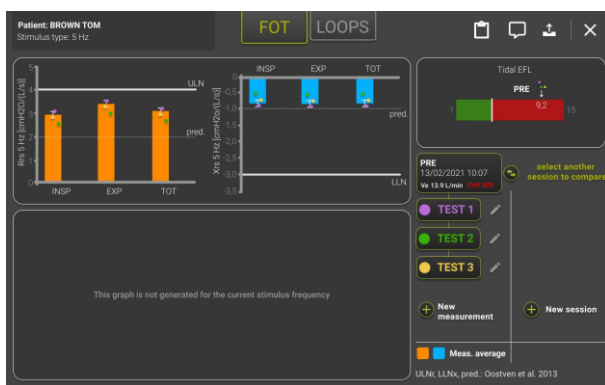 Patient: BROWN TOM
Stimulus type: 5 Hz
FOT
LOOPS
Rrs 5 Hz [cmH2O/(L/s)]
5
4
3
2
1
0
ULN
pred.
INSP EXP TOT
Xrs 5 Hz [cmH2o/(L/s)]
INSP EXP TOT
0
-0,5
-1,0
-1,5
-2,0
-2,5
-3,0
-3,5
pred.
LLN
Tidal EFL
PRE
-1 9,2 15
PRE
13/02/2021 10:07
Ve 13.9 L/min CoV 30%
select another
session to compare
TEST 1
TEST 2
TEST 3
This graph is not generated for the current stimulus frequency
New
measurement
New session
Meas. average
ULNr, LLNx, pred.: Oostven et al. 2013